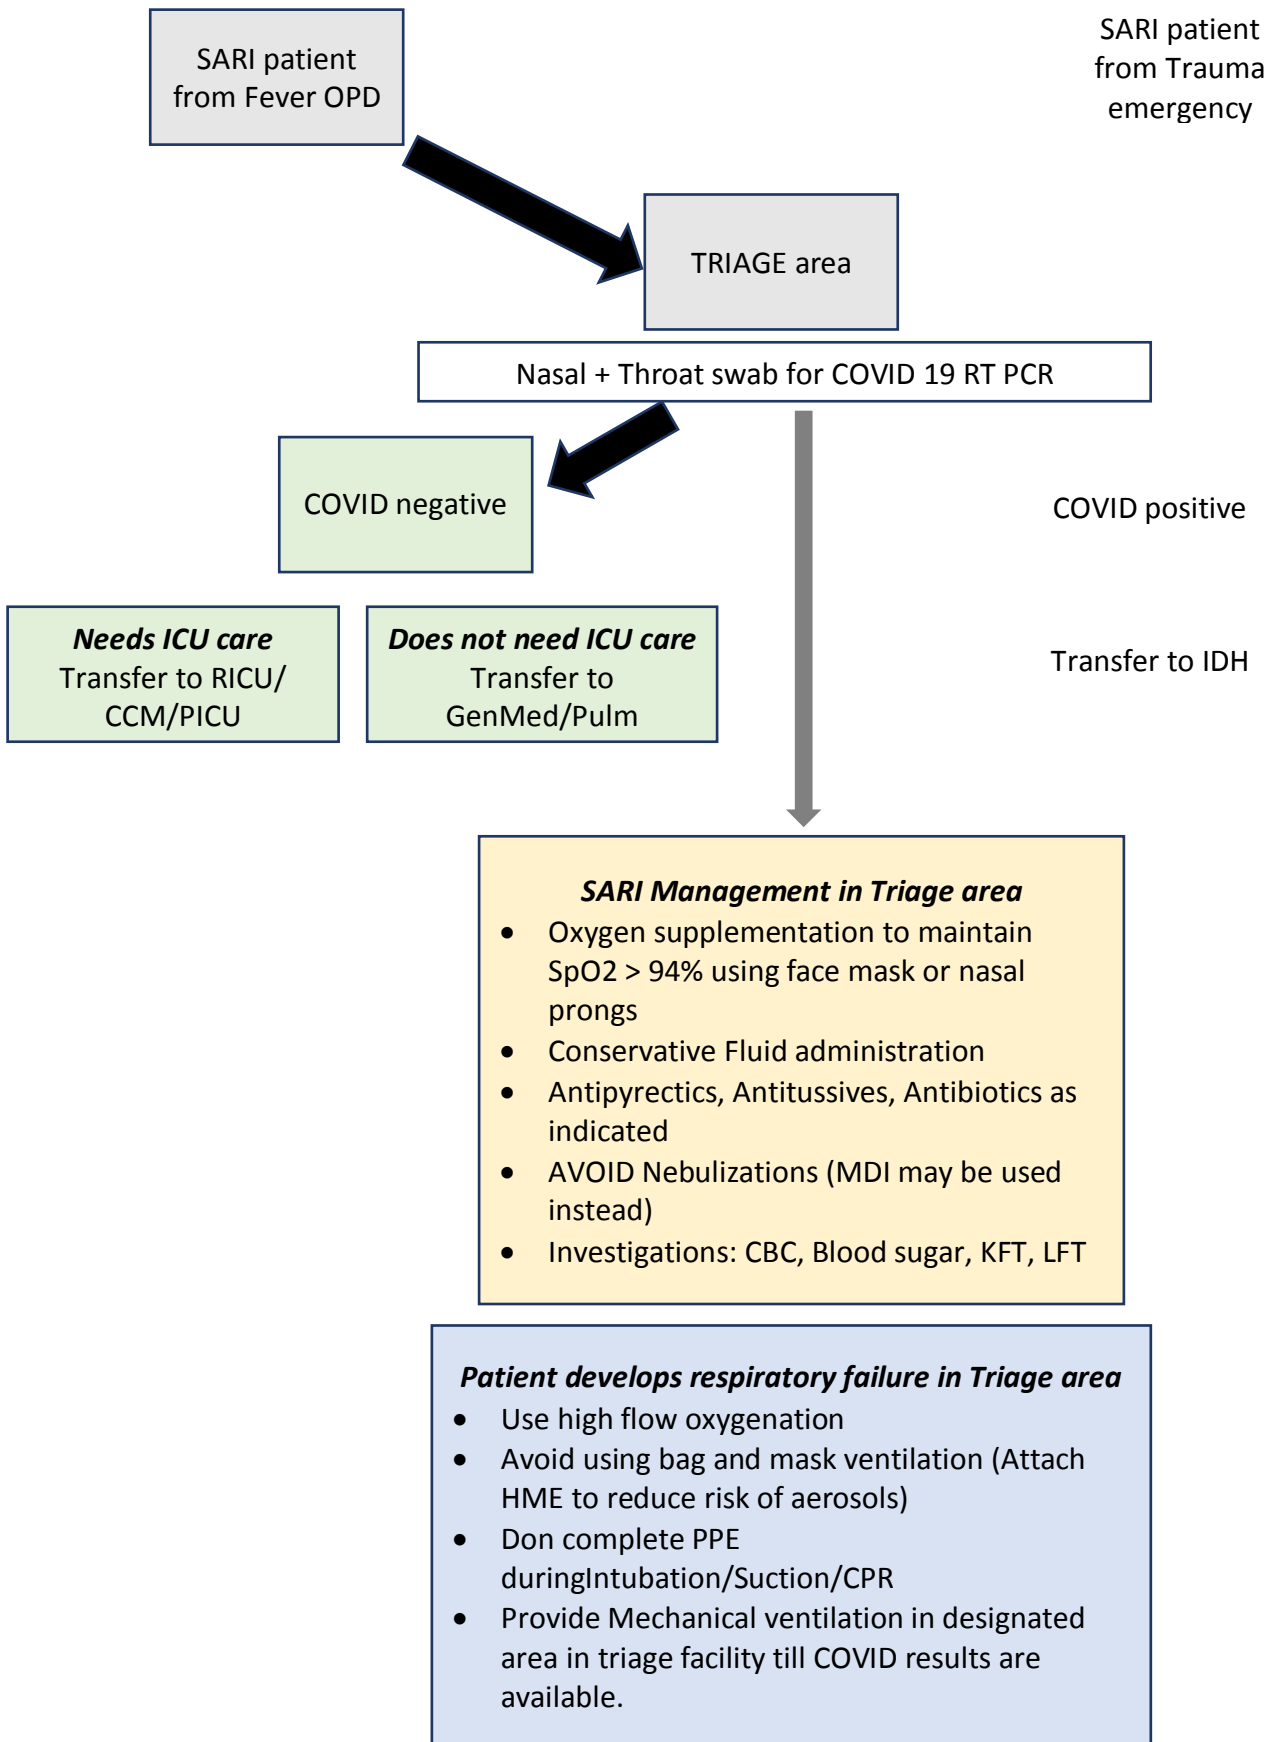 SARI patient
from Fever OPD
SARI patient
from Trauma
emergency
TRIAGE area
Nasal + Throat swab for COVID 19 RT PCR
COVID negative
COVID positive
Needs ICU care
Transfer to RICU/
CCM/PICU
Does not need ICU care
Transfer to
GenMed/Pulm
Transfer to IDH
SARI Management in Triage area
• Oxygen supplementation to maintain
SpO2 > 94% using face mask or nasal
prongs
• Conservative Fluid administration
• Antipyrectics, Antitussives, Antibiotics as
indicated
• AVOID Nebulizations (MDI may be used
instead)
• Investigations: CBC, Blood sugar, KFT, LFT
Patient develops respiratory failure in Triage area
• Use high flow oxygenation
• Avoid using bag and mask ventilation (Attach
HME to reduce risk of aerosols)
• Don complete PPE
duringIntubation/Suction/CPR
• Provide Mechanical ventilation in designated
area in triage facility till COVID results are
available.